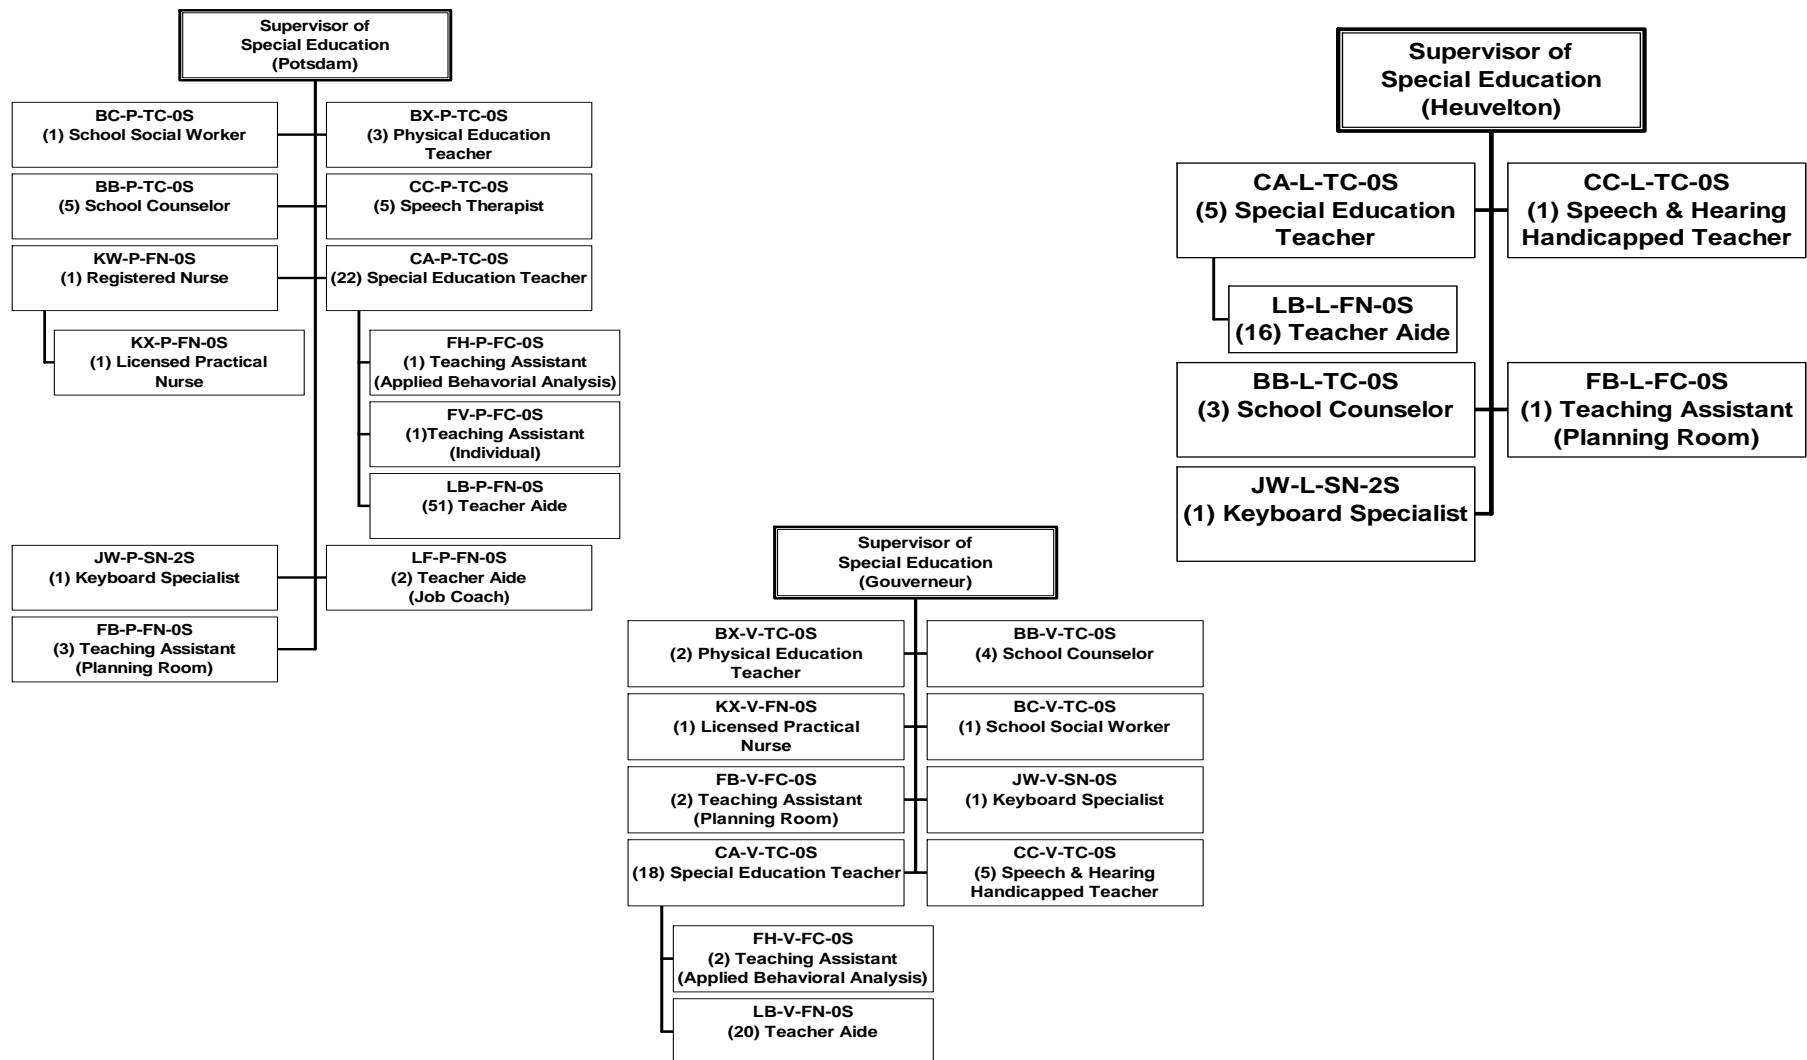 Supervisor of
Special Education
(Potsdam)
BC-P-TC-0S
(1) School Social Worker
BX-P-TC-0S
(3) Physical Education
Teacher
BB-P-TC-0S
(5) School Counselor
CC-P-TC-0S
(5) Speech Therapist
KW-P-FN-0S
(1) Registered Nurse
CA-P-TC-0S
(22) Special Education Teacher
KX-P-FN-0S
(1) Licensed Practical
Nurse
FH-P-FC-0S
(1) Teaching Assistant
(Applied Behavorial Analysis)
FV-P-FC-0S
(1)Teaching Assistant
(Individual)
LB-P-FN-0S
(51) Teacher Aide
JW-P-SN-2S
(1) Keyboard Specialist
LF-P-FN-0S
(2) Teacher Aide
(Job Coach)
FB-P-FN-0S
(3) Teaching Assistant
(Planning Room)
Supervisor of
Special Education
(Gouverneur)
BX-V-TC-0S
(2) Physical Education
Teacher
BB-V-TC-0S
(4) School Counselor
KX-V-FN-0S
(1) Licensed Practical
Nurse
BC-V-TC-0S
(1) School Social Worker
FB-V-FC-0S
(2) Teaching Assistant
(Planning Room)
JW-V-SN-0S
(1) Keyboard Specialist
CA-V-TC-0S
(18) Special Education Teacher
CC-V-TC-0S
(5) Speech & Hearing
Handicapped Teacher
FH-V-FC-0S
(2) Teaching Assistant
(Applied Behavioral Analysis)
LB-V-FN-0S
(20) Teacher Aide
Supervisor of
Special Education
(Heuvelton)
CA-L-TC-0S
(5) Special Education
Teacher
CC-L-TC-0S
(1) Speech & Hearing
Handicapped Teacher
LB-L-FN-0S
(16) Teacher Aide
BB-L-TC-0S
(3) School Counselor
FB-L-FC-0S
(1) Teaching Assistant
(Planning Room)
JW-L-SN-2S
(1) Keyboard Specialist